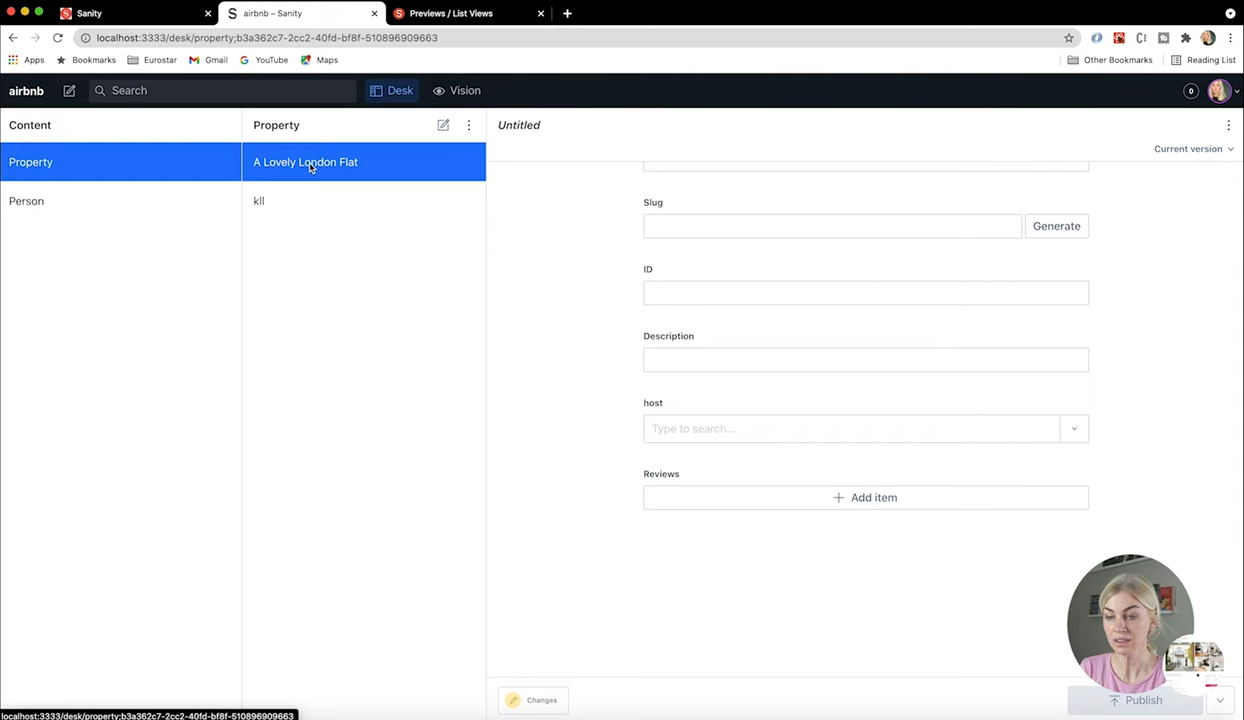 Sanity
airbnb – Sanity
Previews / List Views
localhost:3333/desk/property;b3a362c7-2cc2-40fd-bf8f-510896909663
Apps
Bookmarks
Eurostar
Gmail
YouTube
Maps
Other Bookmarks
Reading List
airbnb
Search
Desk
Vision
0
Content
Property
Untitled
Current version
Property
A Lovely London Flat
Person
kll
Slug
Generate
ID
Description
host
Type to search...
Reviews
Add item
Changes
Publish
localhost:3333/desk/property;b3a362c7-2cc2-40fd-bf8f-510896909663